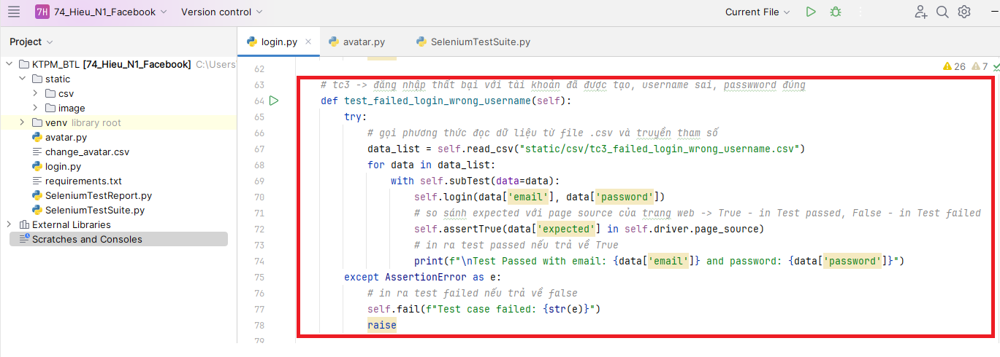 7H 74_Hieu_N1_Facebook Version control Current File
Project
login.py avatar.py SeleniumTestSuite.py
KTPM_BTL [74_Hieu_N1_Facebook] C:\Users\
static
csv
image
venv library root
avatar.py
change_avatar.csv
login.py
requirements.txt
SeleniumTestReport.py
SeleniumTestSuite.py
External Libraries
Scratches and Consoles
26 7
62
63 # tc3 -> đăng nhập thất bại với tài khoản đã được tạo, username sai, passwword đúng
64 def test_failed_login_wrong_username(self):
65 try:
66 # gọi phương thức đọc dữ liệu từ file .csv và truyền tham số
67 data_list = self.read_csv("static/csv/tc3_failed_login_wrong_username.csv")
68 for data in data_list:
69 with self.subTest(data=data):
70 self.login(data['email'], data['password'])
71 # so sánh expected với page source của trang web -> True - in Test passed, False - in Test failed
72 self.assertTrue(data['expected'] in self.driver.page_source)
73 # in ra test passed nếu trả về True
74 print(f"\nTest Passed with email: {data['email']} and password: {data['password']}")
75 except AssertionError as e:
76 # in ra test failed nếu trả về false
77 self.fail(f"Test case failed: {str(e)}")
78 raise
79